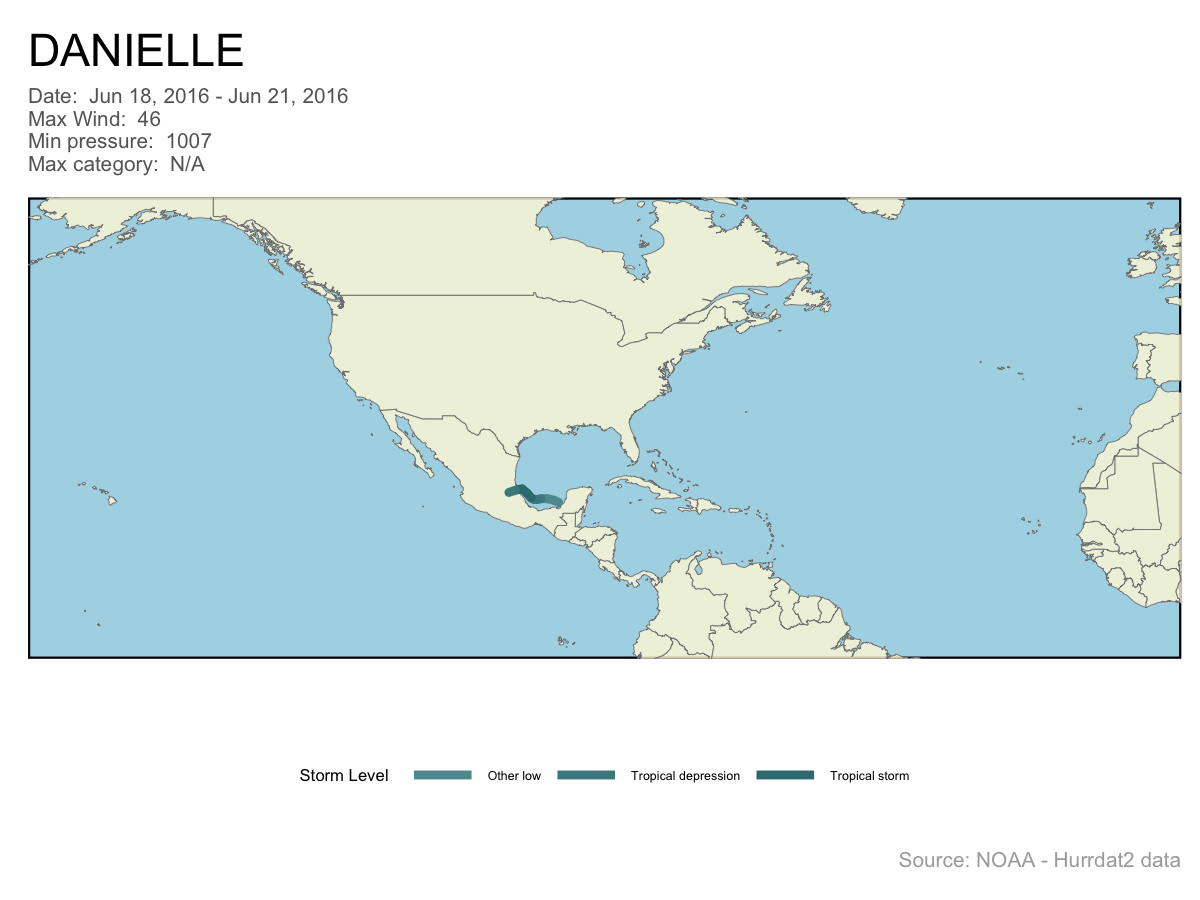 DANIELLE
Date:  Jun 18, 2016 - Jun 21, 2016
Max Wind:  46
Min pressure:  1007
Max category:  N/A
Storm Level
Other low
Tropical depression
Tropical storm
Source: NOAA - Hurrdat2 data